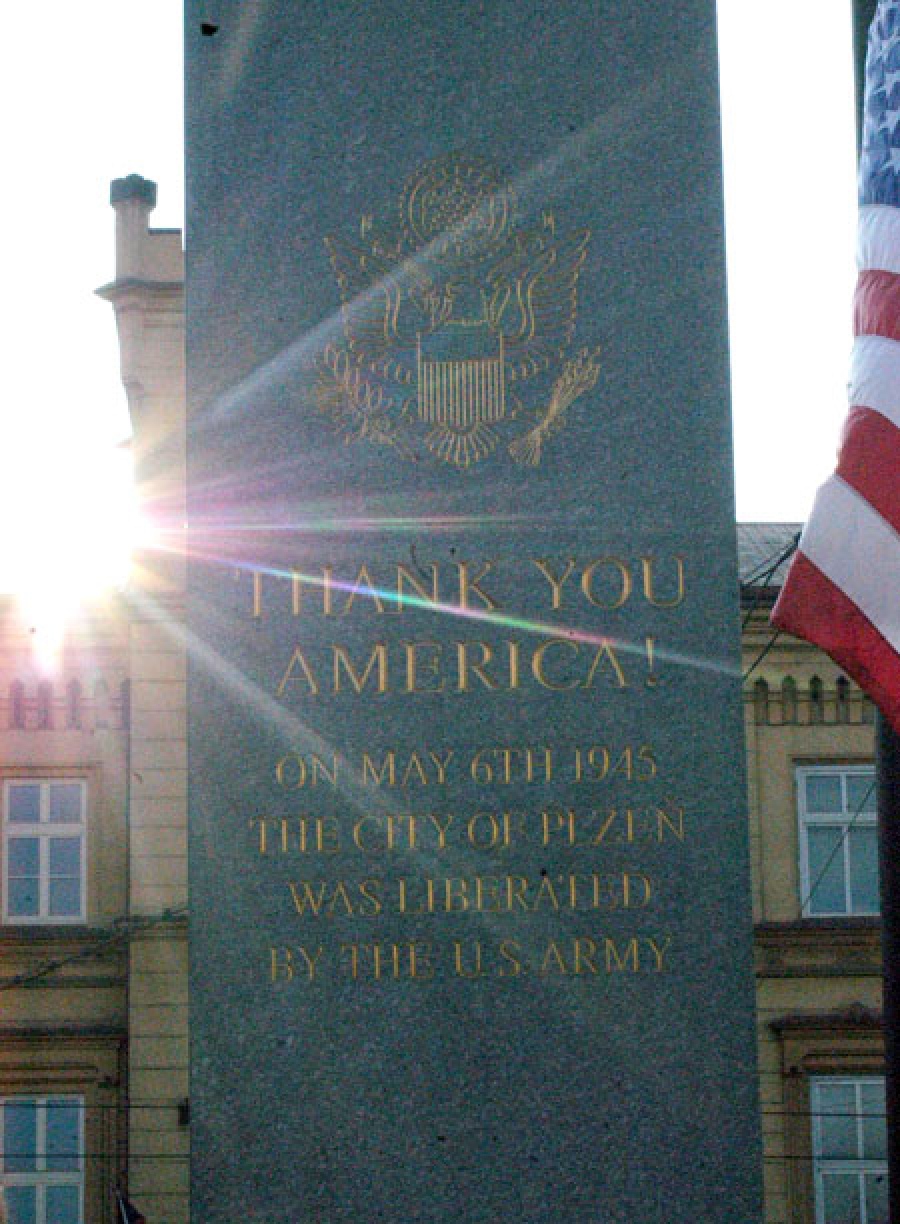 THANK YOU
AMERICA!
ON MAY 6TH 1945
THE CITY OF PLZEŇ
WAS LIBERATED
BY THE U.S. ARMY